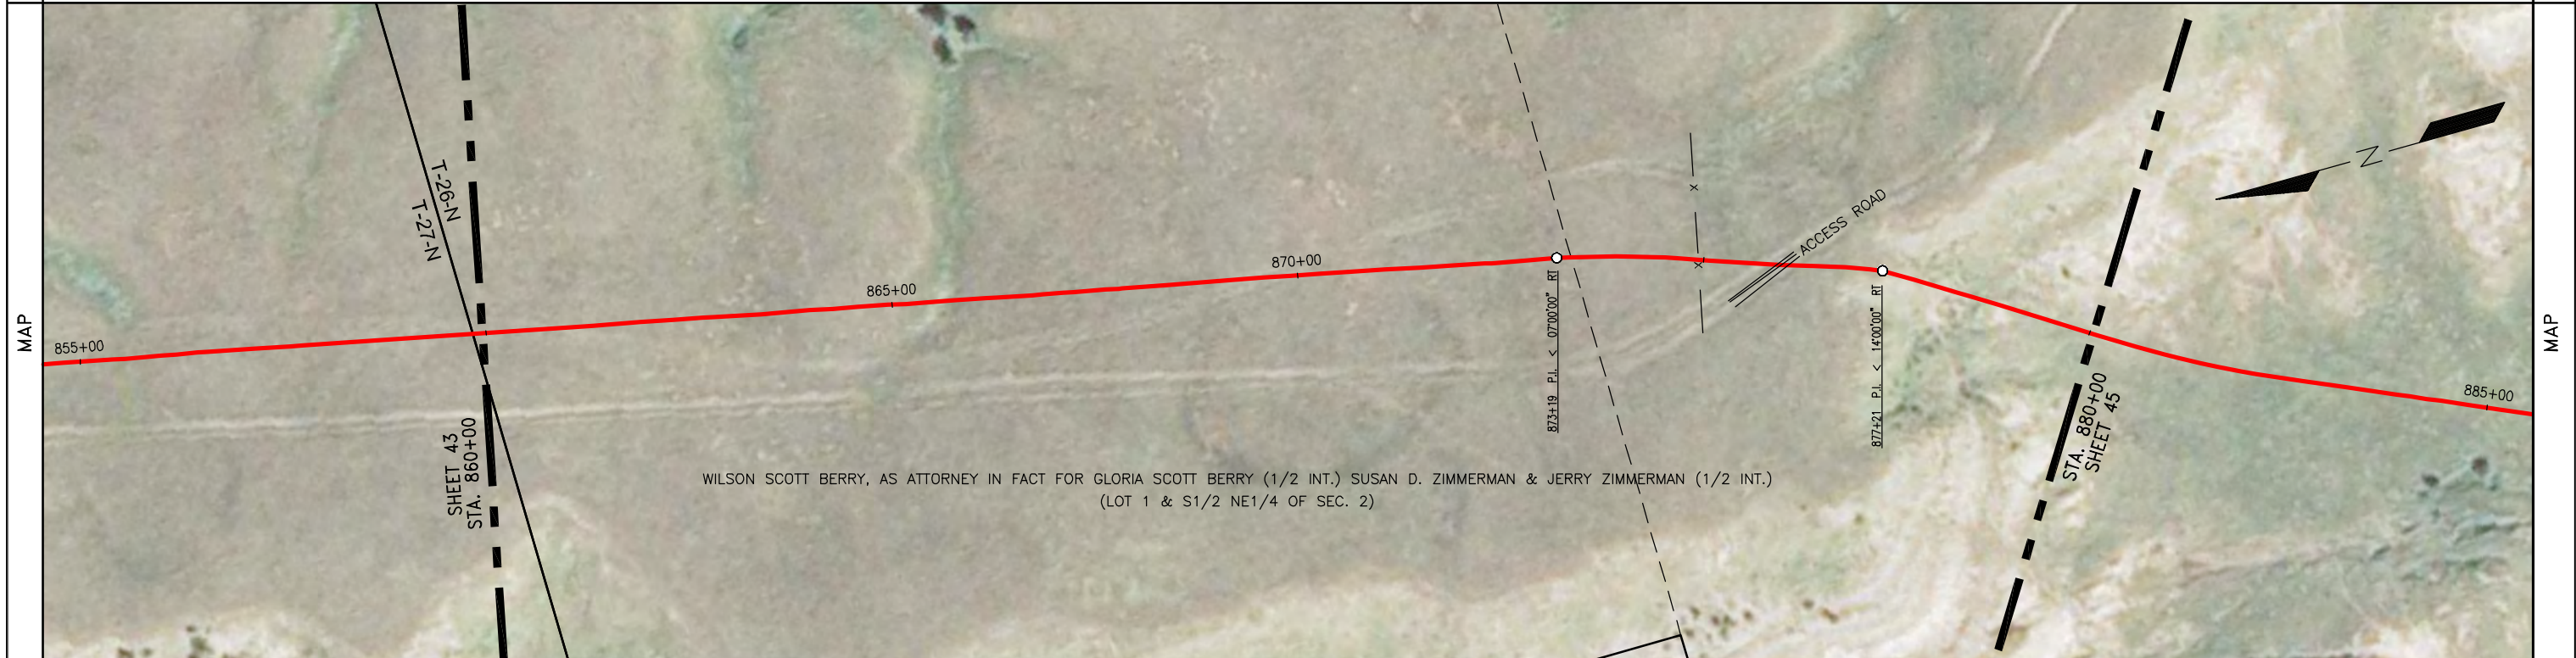 MAP
T-26-N
T-27-N
855+00
865+00
870+00
ACCESS ROAD
N
873+19 P.I. < 07°00'00" RT
877+21 P.I. < 14°00'00" RT
885+00
SHEET 43
STA. 860+00
STA. 880+00
SHEET 45
WILSON SCOTT BERRY, AS ATTORNEY IN FACT FOR GLORIA SCOTT BERRY (1/2 INT.) SUSAN D. ZIMMERMAN & JERRY ZIMMERMAN (1/2 INT.)
(LOT 1 & S1/2 NE1/4 OF SEC. 2)
MAP